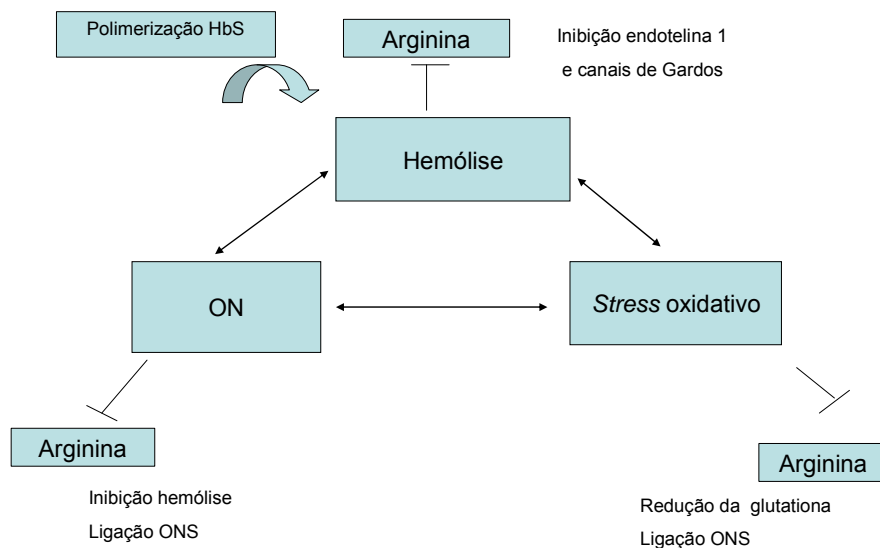 Polimerização HbS
Arginina
Inibição endotelina 1
e canais de Gardos
Hemólise
ON
Stress oxidativo
Arginina
Inibição hemólise
Ligação ONS
Arginina
Redução da glutationa
Ligação ONS